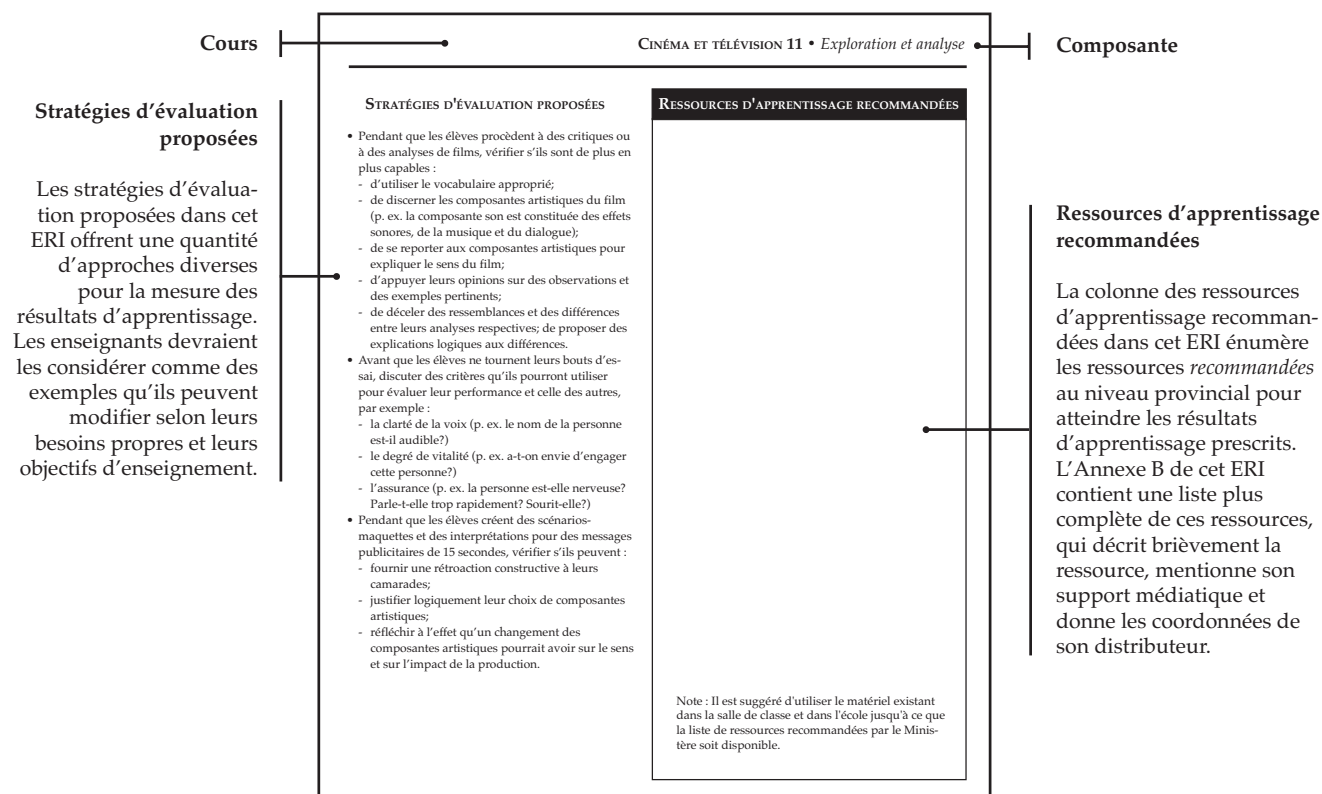 Cours
CINÉMA ET TÉLÉVISION 11 • Exploration et analyse
Composante
Stratégies d’évaluation
proposées
Les stratégies d’évalua-
tion proposées dans cet
ERI offrent une quantité
d’approches diverses
pour la mesure des
résultats d’apprentissage.
Les enseignants devraient
les considérer comme des
exemples qu’ils peuvent
modifier selon leurs
besoins propres et leurs
objectifs d’enseignement.
STRATÉGIES D'ÉVALUATION PROPOSÉES
• Pendant que les élèves procèdent à des critiques ou
à des analyses de films, vérifier s’ils sont de plus en
plus capables :
- d’utiliser le vocabulaire approprié;
- de discerner les composantes artistiques du film
(p. ex. la composante son est constituée des effets
sonores, de la musique et du dialogue);
- de se reporter aux composantes artistiques pour
expliquer le sens du film;
- d’appuyer leurs opinions sur des observations et
des exemples pertinents;
- de déceler des ressemblances et des différences
entre leurs analyses respectives; de proposer des
explications logiques aux différences.
• Avant que les élèves ne tournent leurs bouts d’es-
sai, discuter des critères qu’ils pourront utiliser
pour évaluer leur performance et celle des autres,
par exemple :
- la clarté de la voix (p. ex. le nom de la personne
est-il audible?)
- le degré de vitalité (p. ex. a-t-on envie d’engager
cette personne?)
- l’assurance (p. ex. la personne est-elle nerveuse?
Parle-t-elle trop rapidement? Sourit-elle?)
• Pendant que les élèves créent des scénarios-
maquettes et des interprétations pour des messages
publicitaires de 15 secondes, vérifier s’ils peuvent :
- fournir une rétroaction constructive à leurs
camarades;
- justifier logiquement leur choix de composantes
artistiques;
- réfléchir à l’effet qu’un changement des
composantes artistiques pourrait avoir sur le sens
et sur l’impact de la production.
RESSOURCES D'APPRENTISSAGE RECOMMANDÉES
Note : Il est suggéré d'utiliser le matériel existant
dans la salle de classe et dans l'école jusqu'à ce que
la liste de ressources recommandées par le Minis-
tère soit disponible.
Ressources d’apprentissage
recommandées
La colonne des ressources
d’apprentissage recomman-
dées dans cet ERI énumère
les ressources recommandées
au niveau provincial pour
atteindre les résultats
d’apprentissage prescrits.
L’Annexe B de cet ERI
contient une liste plus
complète de ces ressources,
qui décrit brièvement la
ressource, mentionne son
support médiatique et
donne les coordonnées de
son distributeur.